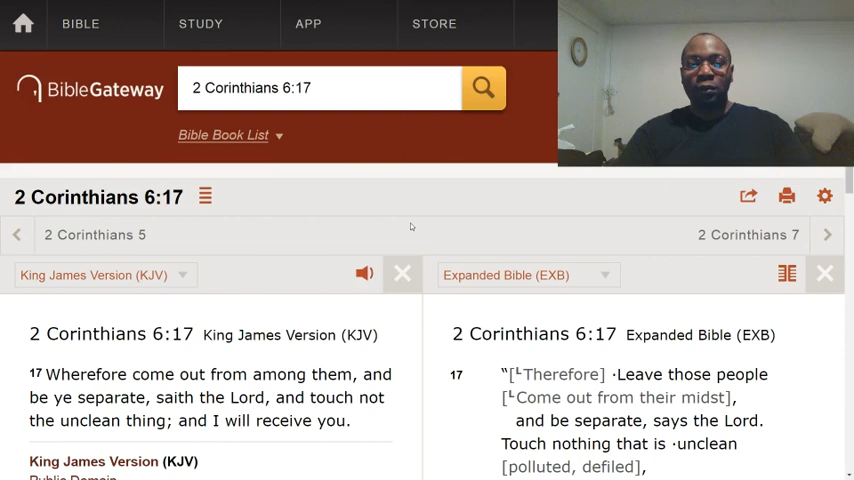 BIBLE STUDY APP STORE
BibleGateway
2 Corinthians 6:17
Bible Book List
2 Corinthians 6:17
2 Corinthians 5
2 Corinthians 7
King James Version (KJV)
Expanded Bible (EXB)
2 Corinthians 6:17 King James Version (KJV)
17 Wherefore come out from among them, and
be ye separate, saith the Lord, and touch not
the unclean thing; and I will receive you.
King James Version (KJV)
Public Domain
2 Corinthians 6:17 Expanded Bible (EXB)
17 “[ᴸTherefore] ·Leave those people
[ᴸCome out from their midst],
and be separate, says the Lord.
Touch nothing that is ·unclean
[polluted, defiled],